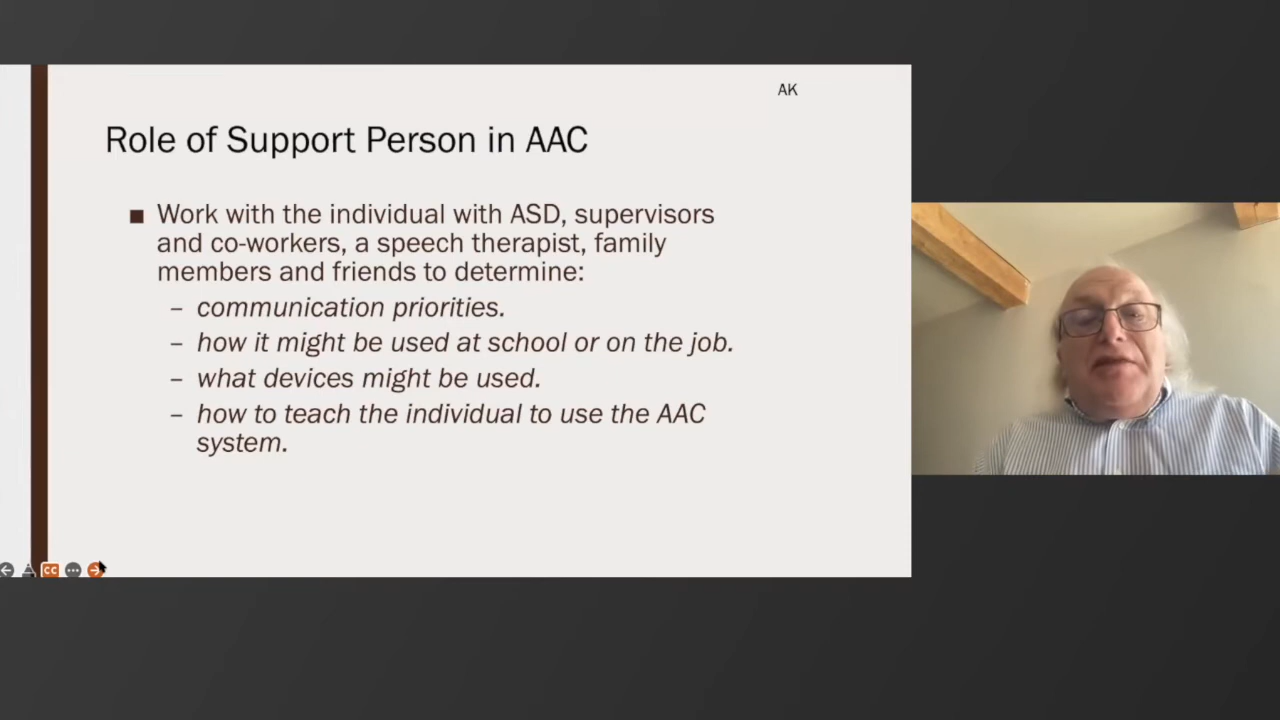 AK
Role of Support Person in AAC
■ Work with the individual with ASD, supervisors
and co-workers, a speech therapist, family
members and friends to determine:
– communication priorities.
– how it might be used at school or on the job.
– what devices might be used.
– how to teach the individual to use the AAC
system.
CC